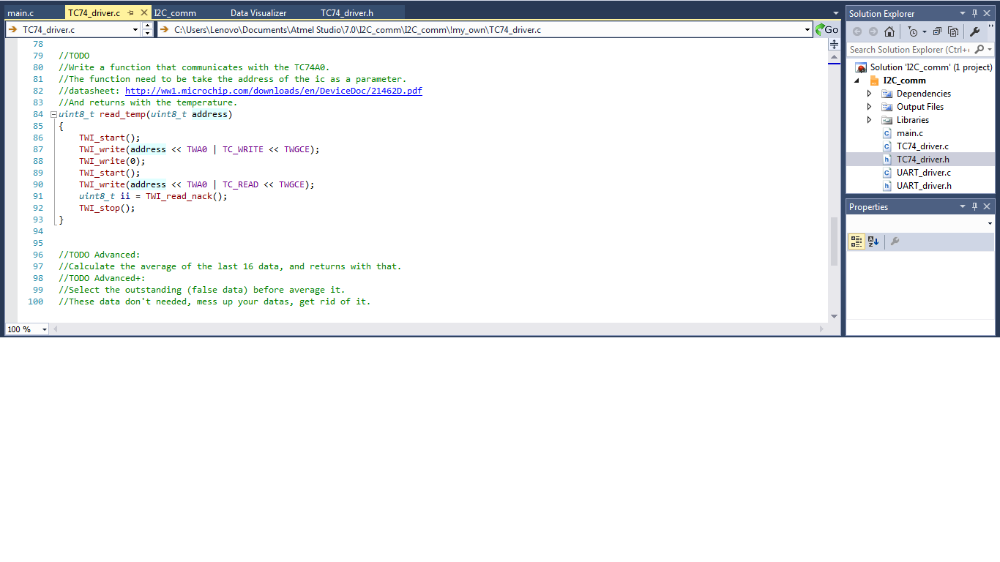 main.c TC74_driver.c I2C_comm Data Visualizer TC74_driver.h
TC74_driver.c C:\Users\Lenovo\Documents\Atmel Studio\7.0\I2C_comm\I2C_comm\!my_own\TC74_driver.c Go
78
79 //TODO
80 //Write a function that communicates with the TC74A0.
81 //The function need to be take the address of the ic as a parameter.
82 //datasheet: http://ww1.microchip.com/downloads/en/DeviceDoc/21462D.pdf
83 //And returns with the temperature.
84 uint8_t read_temp(uint8_t address)
85 {
86 TWI_start();
87 TWI_write(address << TWA0 | TC_WRITE << TWGCE);
88 TWI_write(0);
89 TWI_start();
90 TWI_write(address << TWA0 | TC_READ << TWGCE);
91 uint8_t ii = TWI_read_nack();
92 TWI_stop();
93 }
94
95
96 //TODO Advanced:
97 //Calculate the average of the last 16 data, and returns with that.
98 //TODO Advanced+:
99 //Select the outstanding (false data) before average it.
100 //These data don't needed, mess up your datas, get rid of it.
100 %
Solution Explorer
Search Solution Explorer (Ctrl+
Solution 'I2C_comm' (1 project)
I2C_comm
Dependencies
Output Files
Libraries
main.c
TC74_driver.c
TC74_driver.h
UART_driver.c
UART_driver.h
Properties